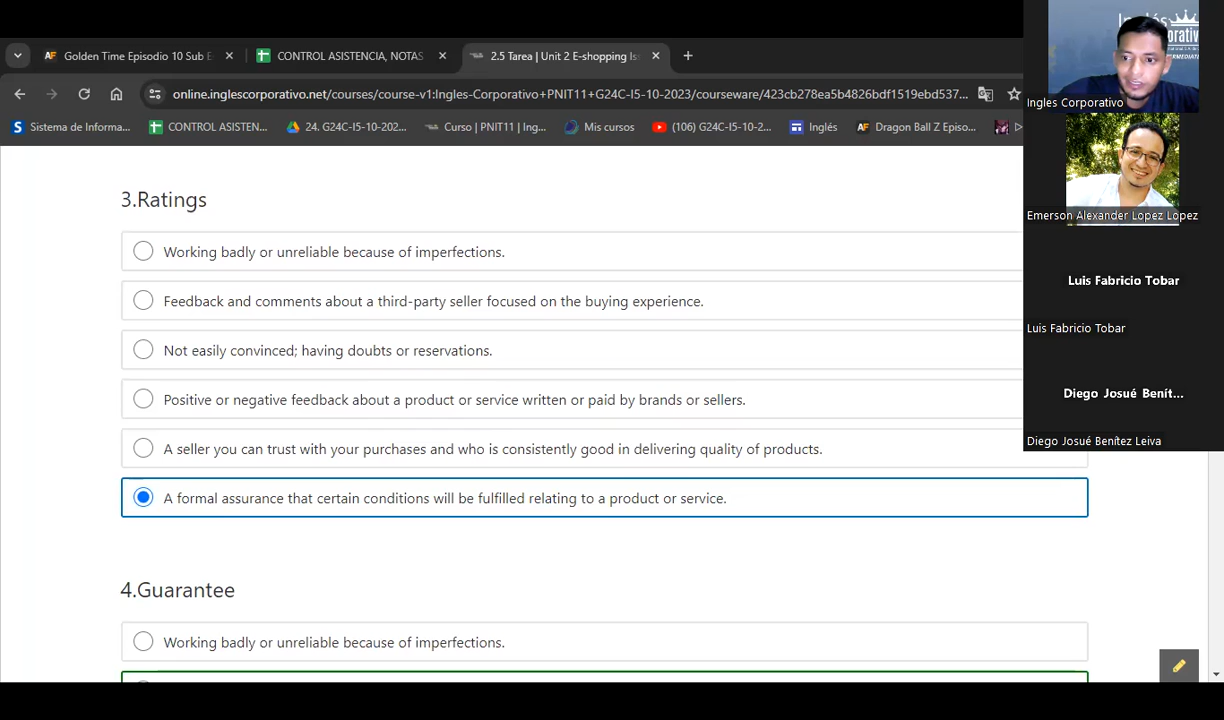 Golden Time Episodio 10 Sub E
CONTROL ASISTENCIA, NOTAS
2.5 Tarea | Unit 2 E-shopping Iss
online.inglescorporativo.net/courses/course-v1:Ingles-Corporativo+PNIT11+G24C-I5-10-2023/courseware/423cb278ea5b4826bdf1519ebd537...
Sistema de Informa...
CONTROL ASISTEN...
24. G24C-I5-10-202...
Curso | PNIT11 | Ing...
Mis cursos
(106) G24C-I5-10-2...
Inglés
Dragon Ball Z Episo...
Ingles Corporativo
Emerson Alexander Lopez Lopez
Luis Fabricio Tobar
Luis Fabricio Tobar
Diego Josué Benít...
Diego Josué Benítez Leiva
3.Ratings
Working badly or unreliable because of imperfections.
Feedback and comments about a third-party seller focused on the buying experience.
Not easily convinced; having doubts or reservations.
Positive or negative feedback about a product or service written or paid by brands or sellers.
A seller you can trust with your purchases and who is consistently good in delivering quality of products.
A formal assurance that certain conditions will be fulfilled relating to a product or service.
4.Guarantee
Working badly or unreliable because of imperfections.